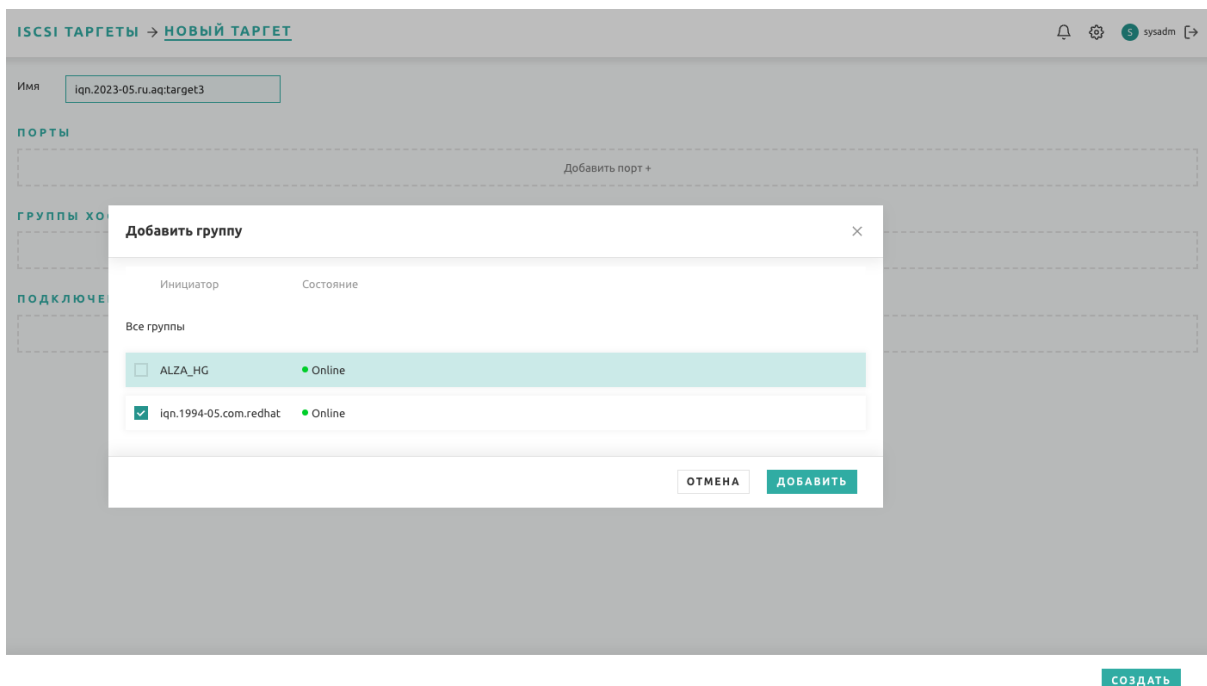 ISCSI ТАРГЕТЫ → НОВЫЙ ТАРГЕТ
S sysadm
Имя iqn.2023-05.ru.aq:target3
ПОРТЫ
Добавить порт +
ГРУППЫ ХО
Добавить группу
Инициатор Состояние
ПОДКЛЮЧЕ
Все группы
ALZA_HG Online
iqn.1994-05.com.redhat Online
ОТМЕНА ДОБАВИТЬ
СОЗДАТЬ